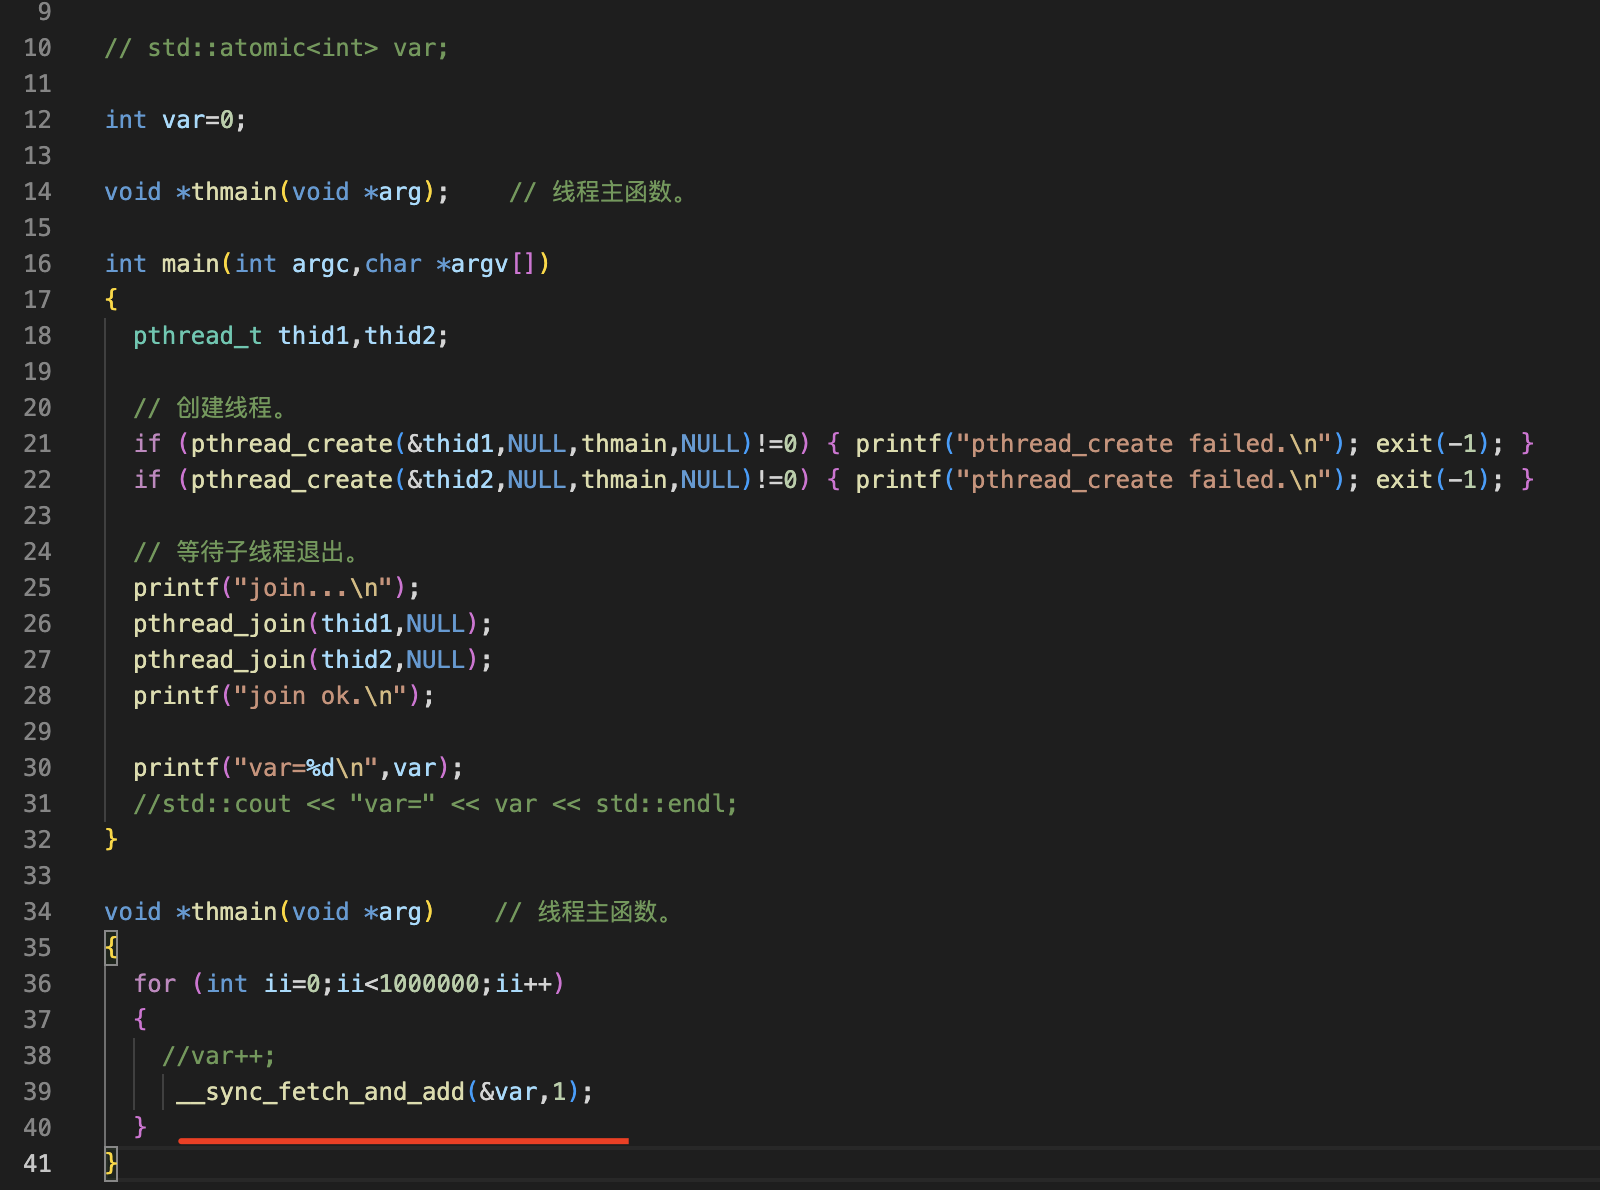 9
10 // std::atomic<int> var;
11
12 int var=0;
13
14 void *thmain(void *arg);    // 线程主函数。
15
16 int main(int argc,char *argv[])
17 {
18   pthread_t thid1,thid2;
19
20   // 创建线程。
21   if (pthread_create(&thid1,NULL,thmain,NULL)!=0) { printf("pthread_create failed.\n"); exit(-1); }
22   if (pthread_create(&thid2,NULL,thmain,NULL)!=0) { printf("pthread_create failed.\n"); exit(-1); }
23
24   // 等待子线程退出。
25   printf("join...\n");
26   pthread_join(thid1,NULL);
27   pthread_join(thid2,NULL);
28   printf("join ok.\n");
29
30   printf("var=%d\n",var);
31   //std::cout << "var=" << var << std::endl;
32 }
33
34 void *thmain(void *arg)    // 线程主函数。
35 {
36   for (int ii=0;ii<1000000;ii++)
37   {
38     //var++;
39      __sync_fetch_and_add(&var,1);
40   }
41 }